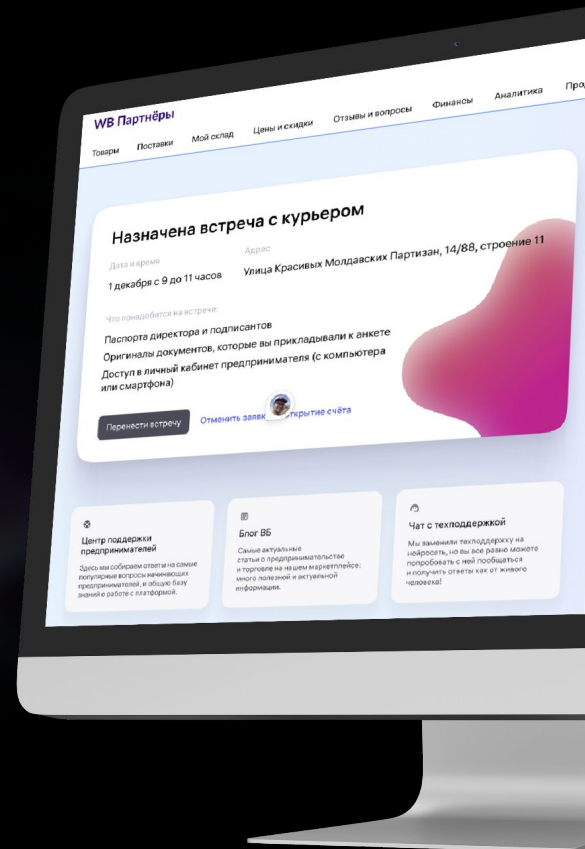 WB Партнёры
Товары Поставки Мой склад Цены и скидки Отзывы и вопросы Финансы Аналитика
Назначена встреча с курьером
Дата и время
Адрес
1 декабря с 9 до 11 часов
Улица Красивых Молдавских Партизан, 14/88, строение 11
Что понадобится на встрече:
Паспорта директора и подписантов
Оригиналы документов, которые вы прикладывали к анкете
Доступ в личный кабинет предпринимателя (с компьютера
или смартфона)
Перенести встречу
Отменить счёта
Центр поддержки
предпринимателей
Здесь мы собираем ответы на самые
популярные вопросы начинающих
предпринимателей, и общую базу
знаний о работе с платформой.
Блог ВБ
Самые актуальные
статьи о предпринимательстве
и торговле на нашем маркетплейсе:
много полезной и актуальной
информации.
Чат с техподдержкой
Мы заменили техподдержку на
нейросеть, но вы все равно можете
попробовать с ней пообщаться
и получить ответы как от живого
человека!